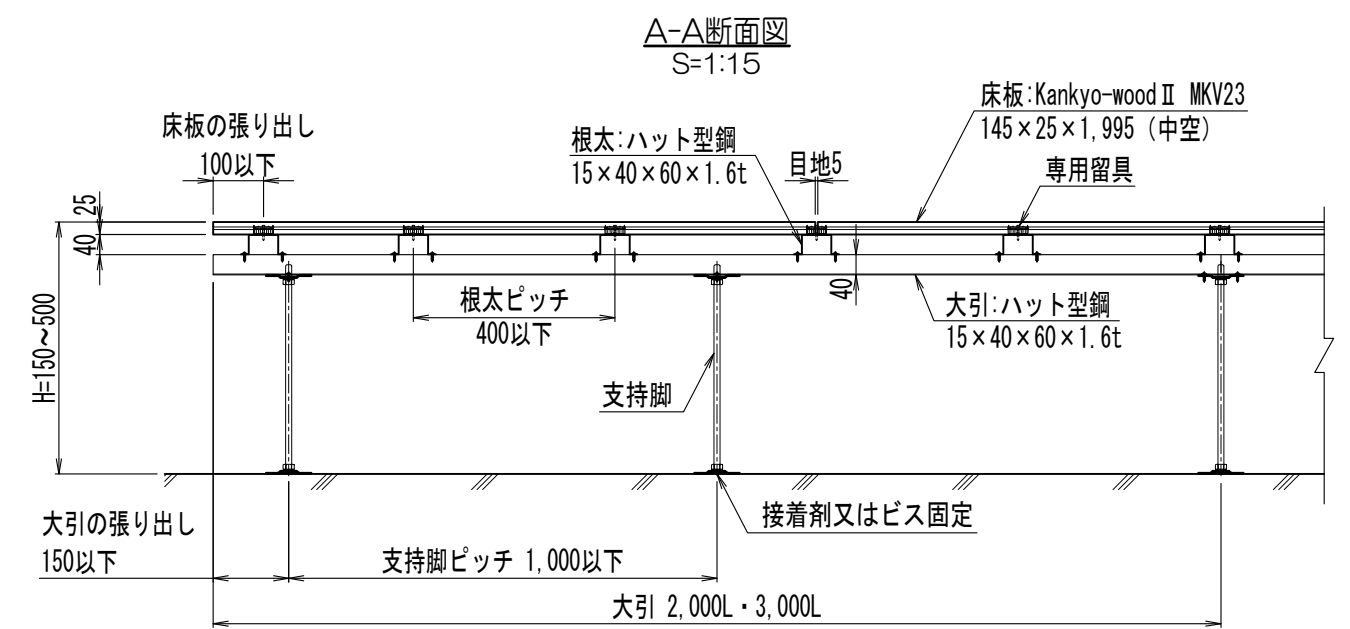 A-A断面図
S=1:15
床板:Kankyo-woodⅡ MKV23
145×25×1,995 (中空)
床板の張り出し
100以下
根太:ハット型鋼
15×40×60×1.6t
目地5
専用留具
25
40
H=150~500
根太ピッチ
400以下
40
大引:ハット型鋼
15×40×60×1.6t
支持脚
接着剤又はビス固定
大引の張り出し
150以下
支持脚ピッチ 1,000以下
大引 2,000L・3,000L